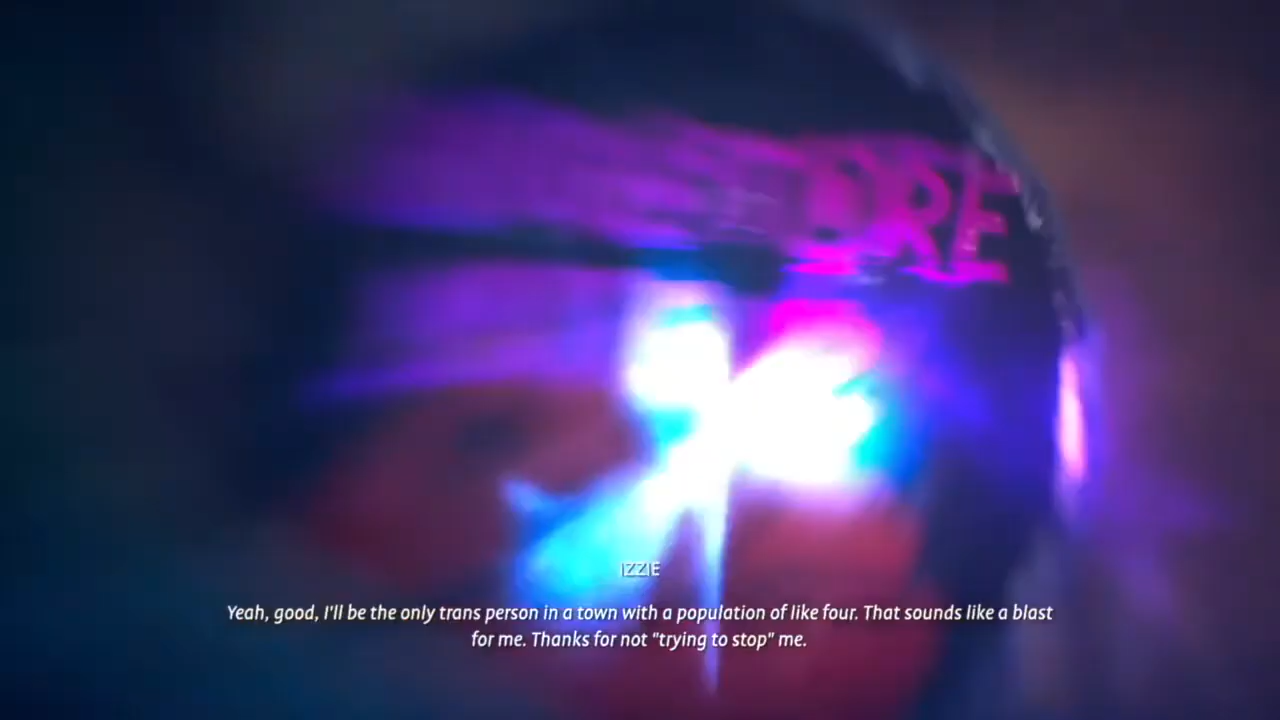 ORE
IZZIE
Yeah, good, I'll be the only trans person in a town with a population of like four. That sounds like a blast
for me. Thanks for not "trying to stop" me.